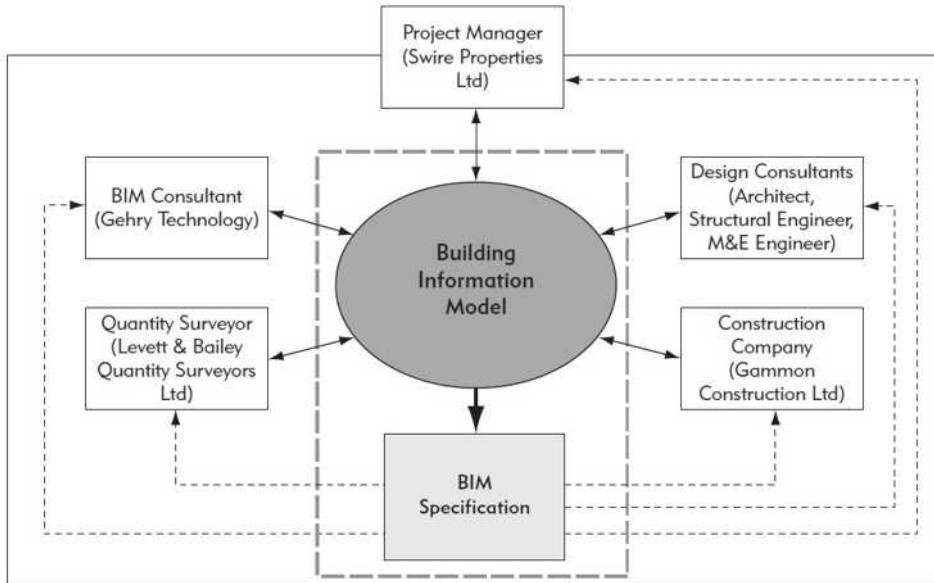 Project Manager
(Swire Properties
Ltd)
BIM Consultant
(Gehry Technology)
Design Consultants
(Architect,
Structural Engineer,
M&E Engineer)
Building
Information
Model
Quantity Surveyor
(Levett & Bailey
Quantity Surveyors
Ltd)
Construction
Company
(Gammon
Construction Ltd)
BIM
Specification